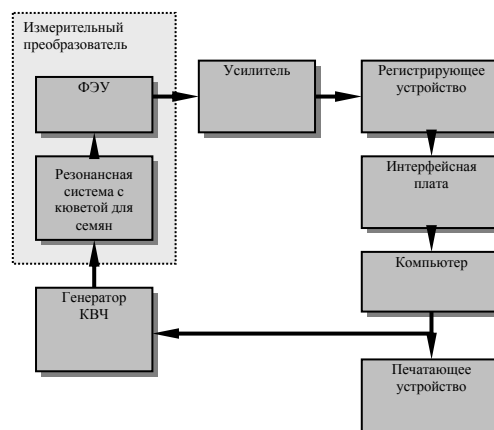 Измерительный
преобразователь
ФЭУ
Усилитель
Регистрирующее
устройство
Резонансная
система с
кюветой для
семян
Интерфейсная
плата
Компьютер
Генератор
КВЧ
Печатающее
устройство